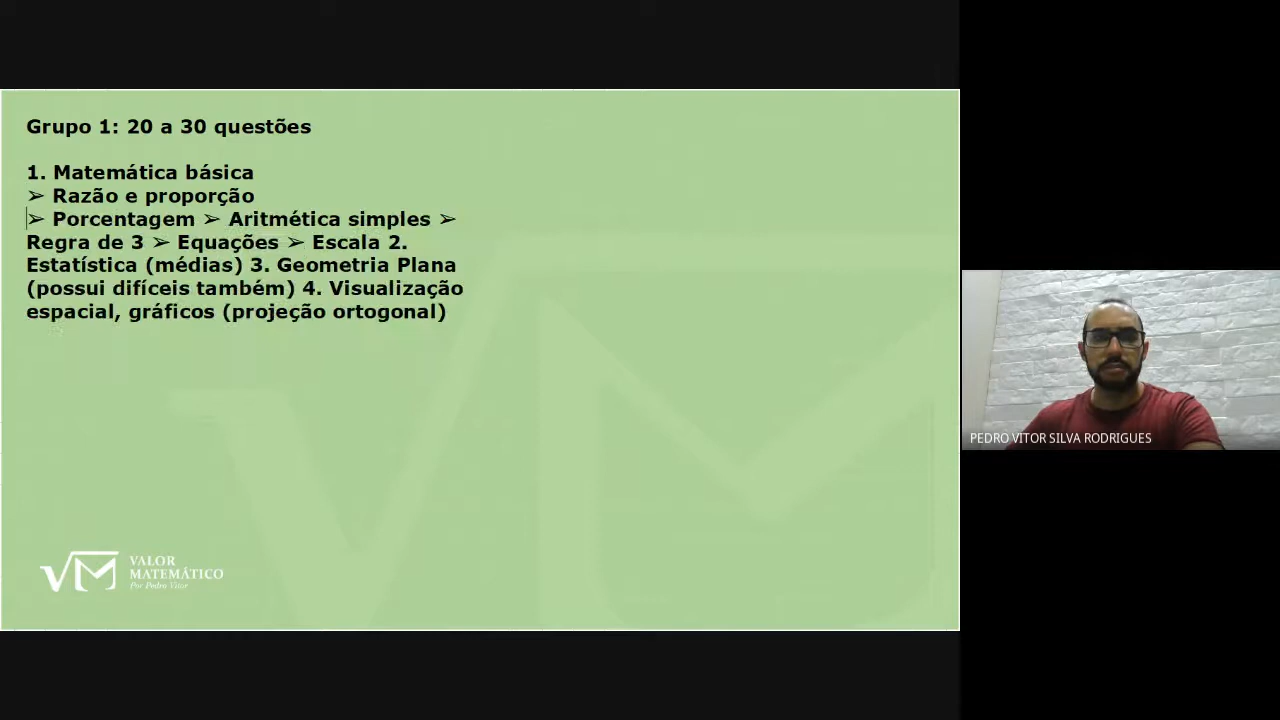 Grupo 1: 20 a 30 questões
1. Matemática básica
➢ Razão e proporção
➢ Porcentagem ➢ Aritmética simples ➢
Regra de 3 ➢ Equações ➢ Escala 2.
Estatística (médias) 3. Geometria Plana
(possui difíceis também) 4. Visualização
espacial, gráficos (projeção ortogonal)
VALOR
MATEMÁTICO
Por Pedro Vitor
PEDRO VITOR SILVA RODRIGUES